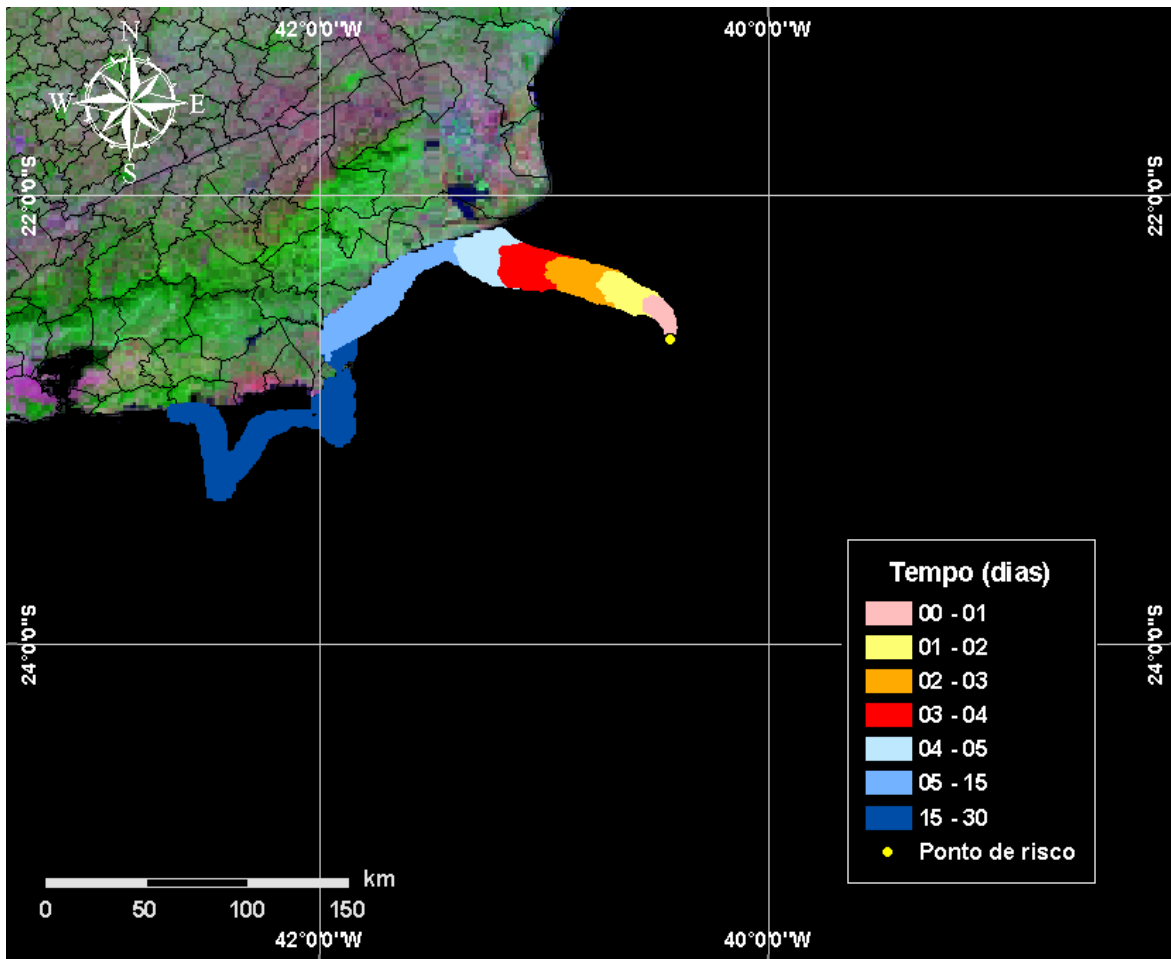 42°0'0"W 40°0'0"W
N
W E
S
22°0'0"S 22°0'0"S
Tempo (dias)
00 - 01
01 - 02
02 - 03
24°0'0"S 24°0'0"S
03 - 04
04 - 05
05 - 15
15 - 30
Ponto de risco
km
0 50 100 150
42°0'0"W 40°0'0"W